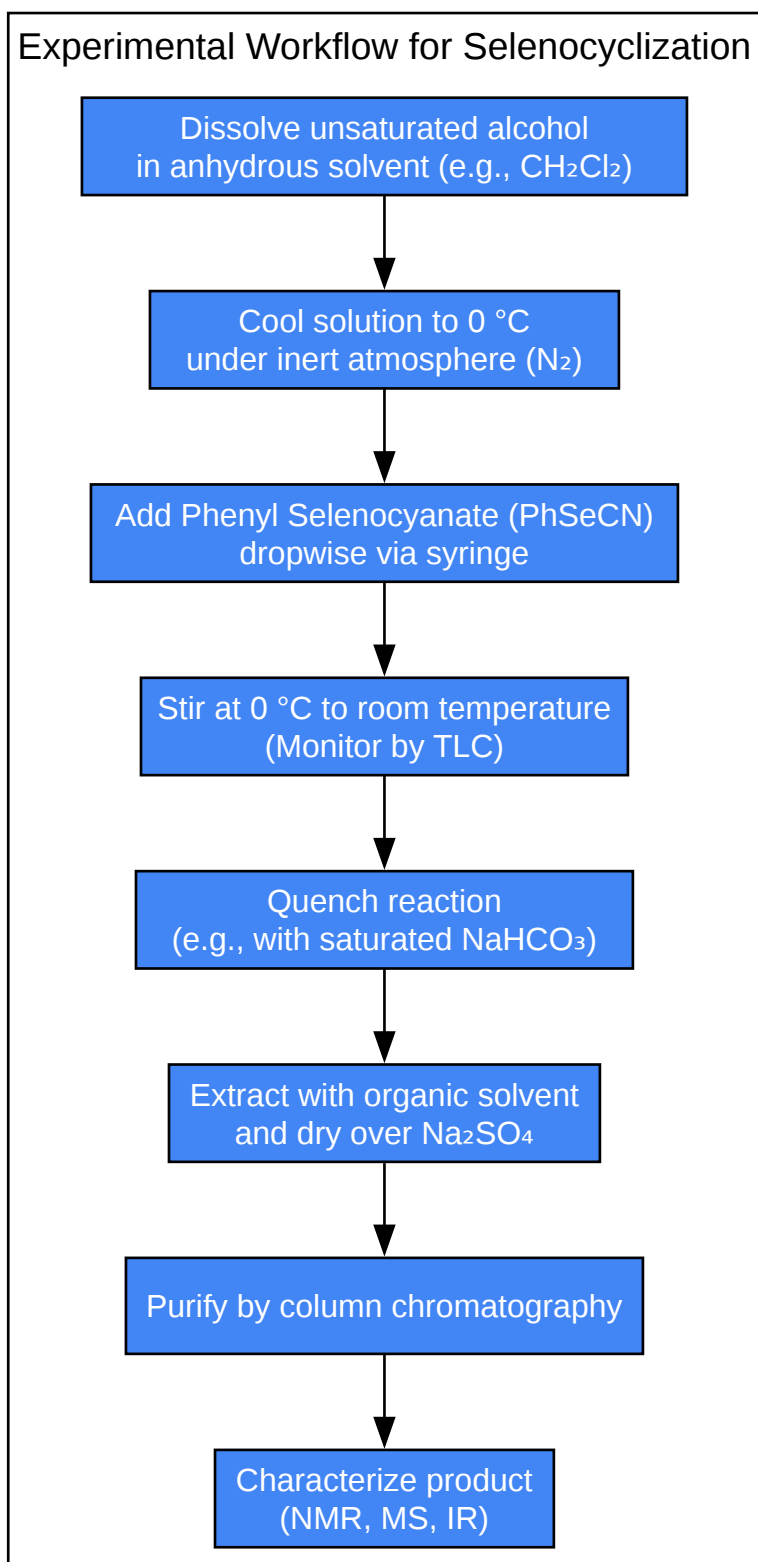 Experimental Workflow for Selenocyclization
Dissolve unsaturated alcohol
in anhydrous solvent (e.g., CH₂Cl₂)
Cool solution to 0 °C
under inert atmosphere (N₂)
Add Phenyl Selenocyanate (PhSeCN)
dropwise via syringe
Stir at 0 °C to room temperature
(Monitor by TLC)
Quench reaction
(e.g., with saturated NaHCO₃)
Extract with organic solvent
and dry over Na₂SO₄
Purify by column chromatography
Characterize product
(NMR, MS, IR)